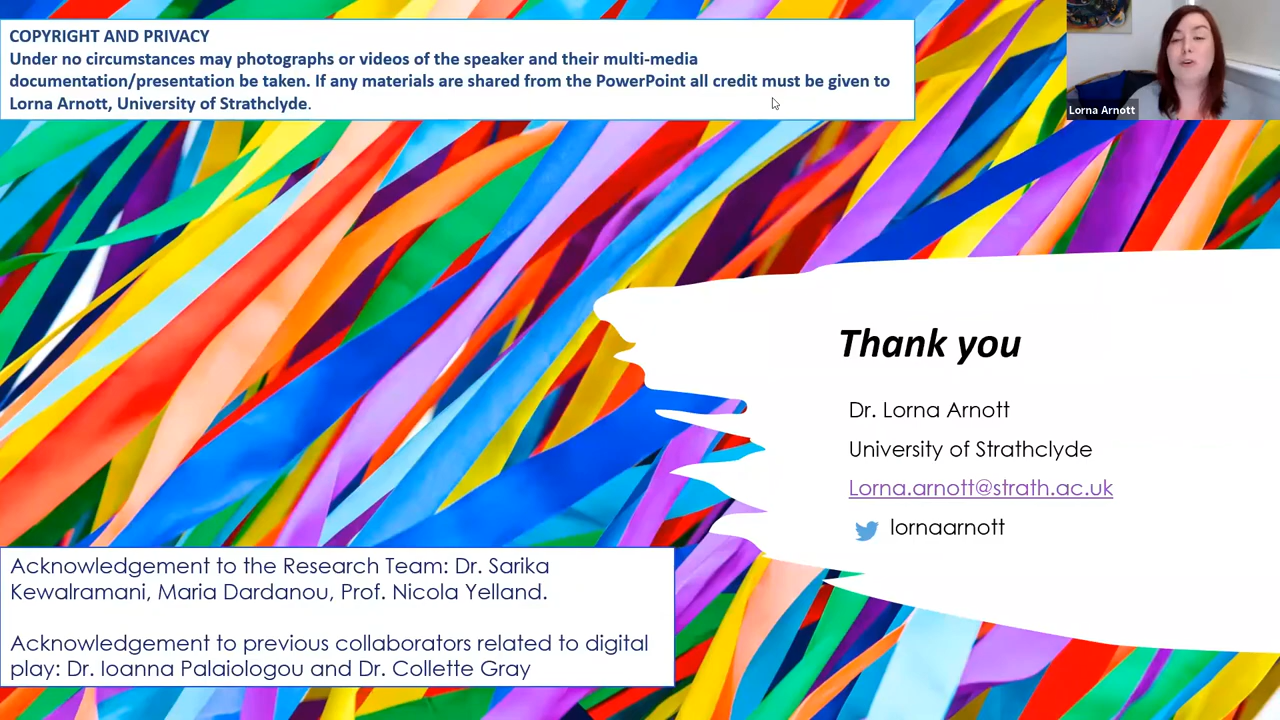 COPYRIGHT AND PRIVACY
Under no circumstances may photographs or videos of the speaker and their multi-media
documentation/presentation be taken. If any materials are shared from the PowerPoint all credit must be given to
Lorna Arnott, University of Strathclyde.
Lorna Arnott
Thank you
Dr. Lorna Arnott
University of Strathclyde
Lorna.arnott@strath.ac.uk
lornaarnott
Acknowledgement to the Research Team: Dr. Sarika
Kewalramani, Maria Dardanou, Prof. Nicola Yelland.
Acknowledgement to previous collaborators related to digital
play: Dr. Ioanna Palaiologou and Dr. Collette Gray